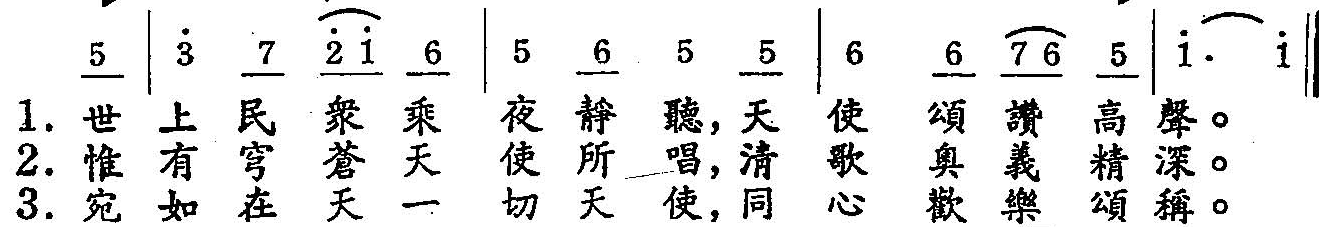 5 | 3̇ 7 2̇ 1̇ 6 | 5 6 5 5 | 6 6 7 6 5 | 1̇ . 1̇ ‖
1. 世上民衆乘夜靜聽,天使頌讚高聲。
2. 惟有穹蒼天使所唱,清歌奧義精深。
3. 宛如在天一切天使,同心歡樂頌稱。